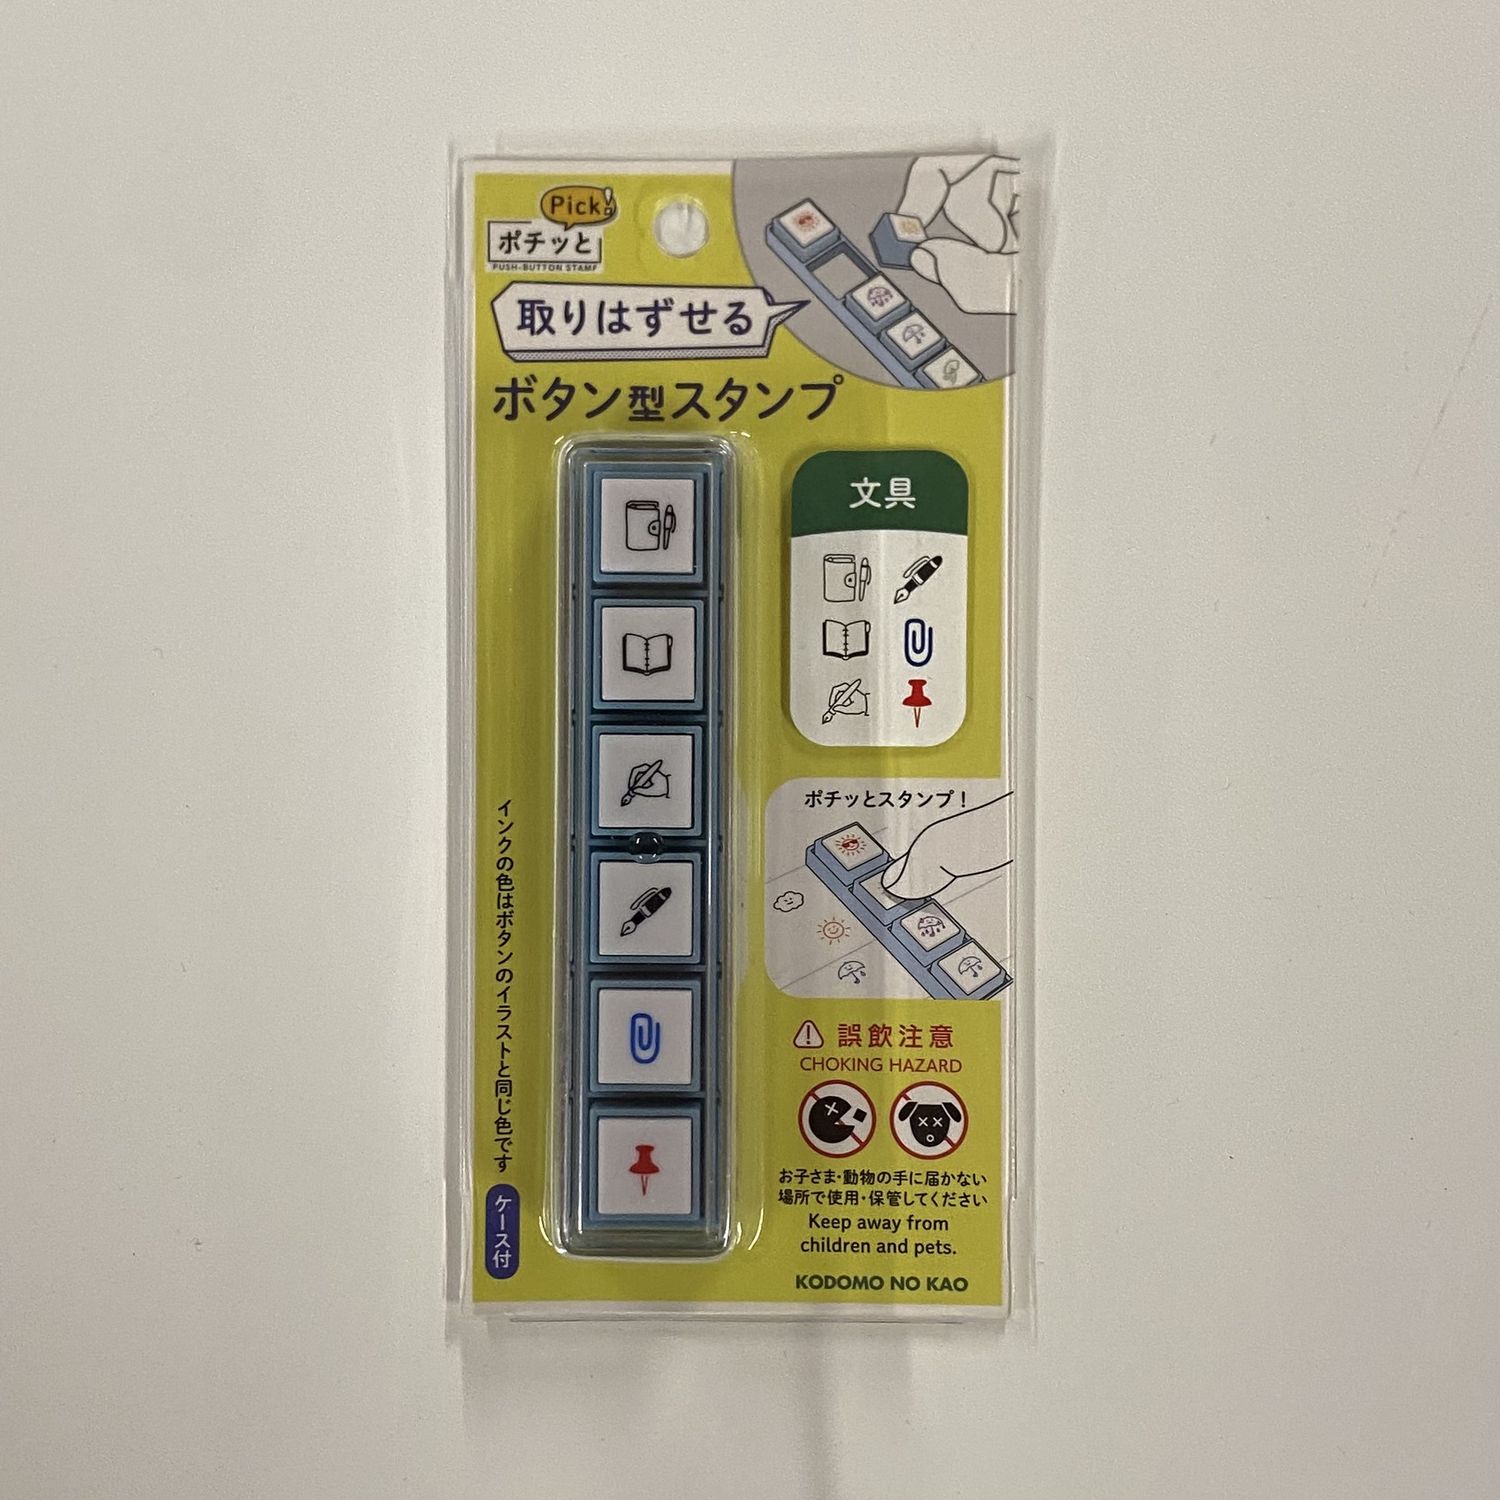 Pick!
ポチッと
PUSH-BUTTON STAMP
取りはずせる
ボタン型スタンプ
文具
ポチッとスタンプ!
インクの色はボタンのイラストと同じ色です
ケース付
誤飲注意
CHOKING HAZARD
お子さま・動物の手に届かない
場所で使用・保管してください
Keep away from
children and pets.
KODOMO NO KAO